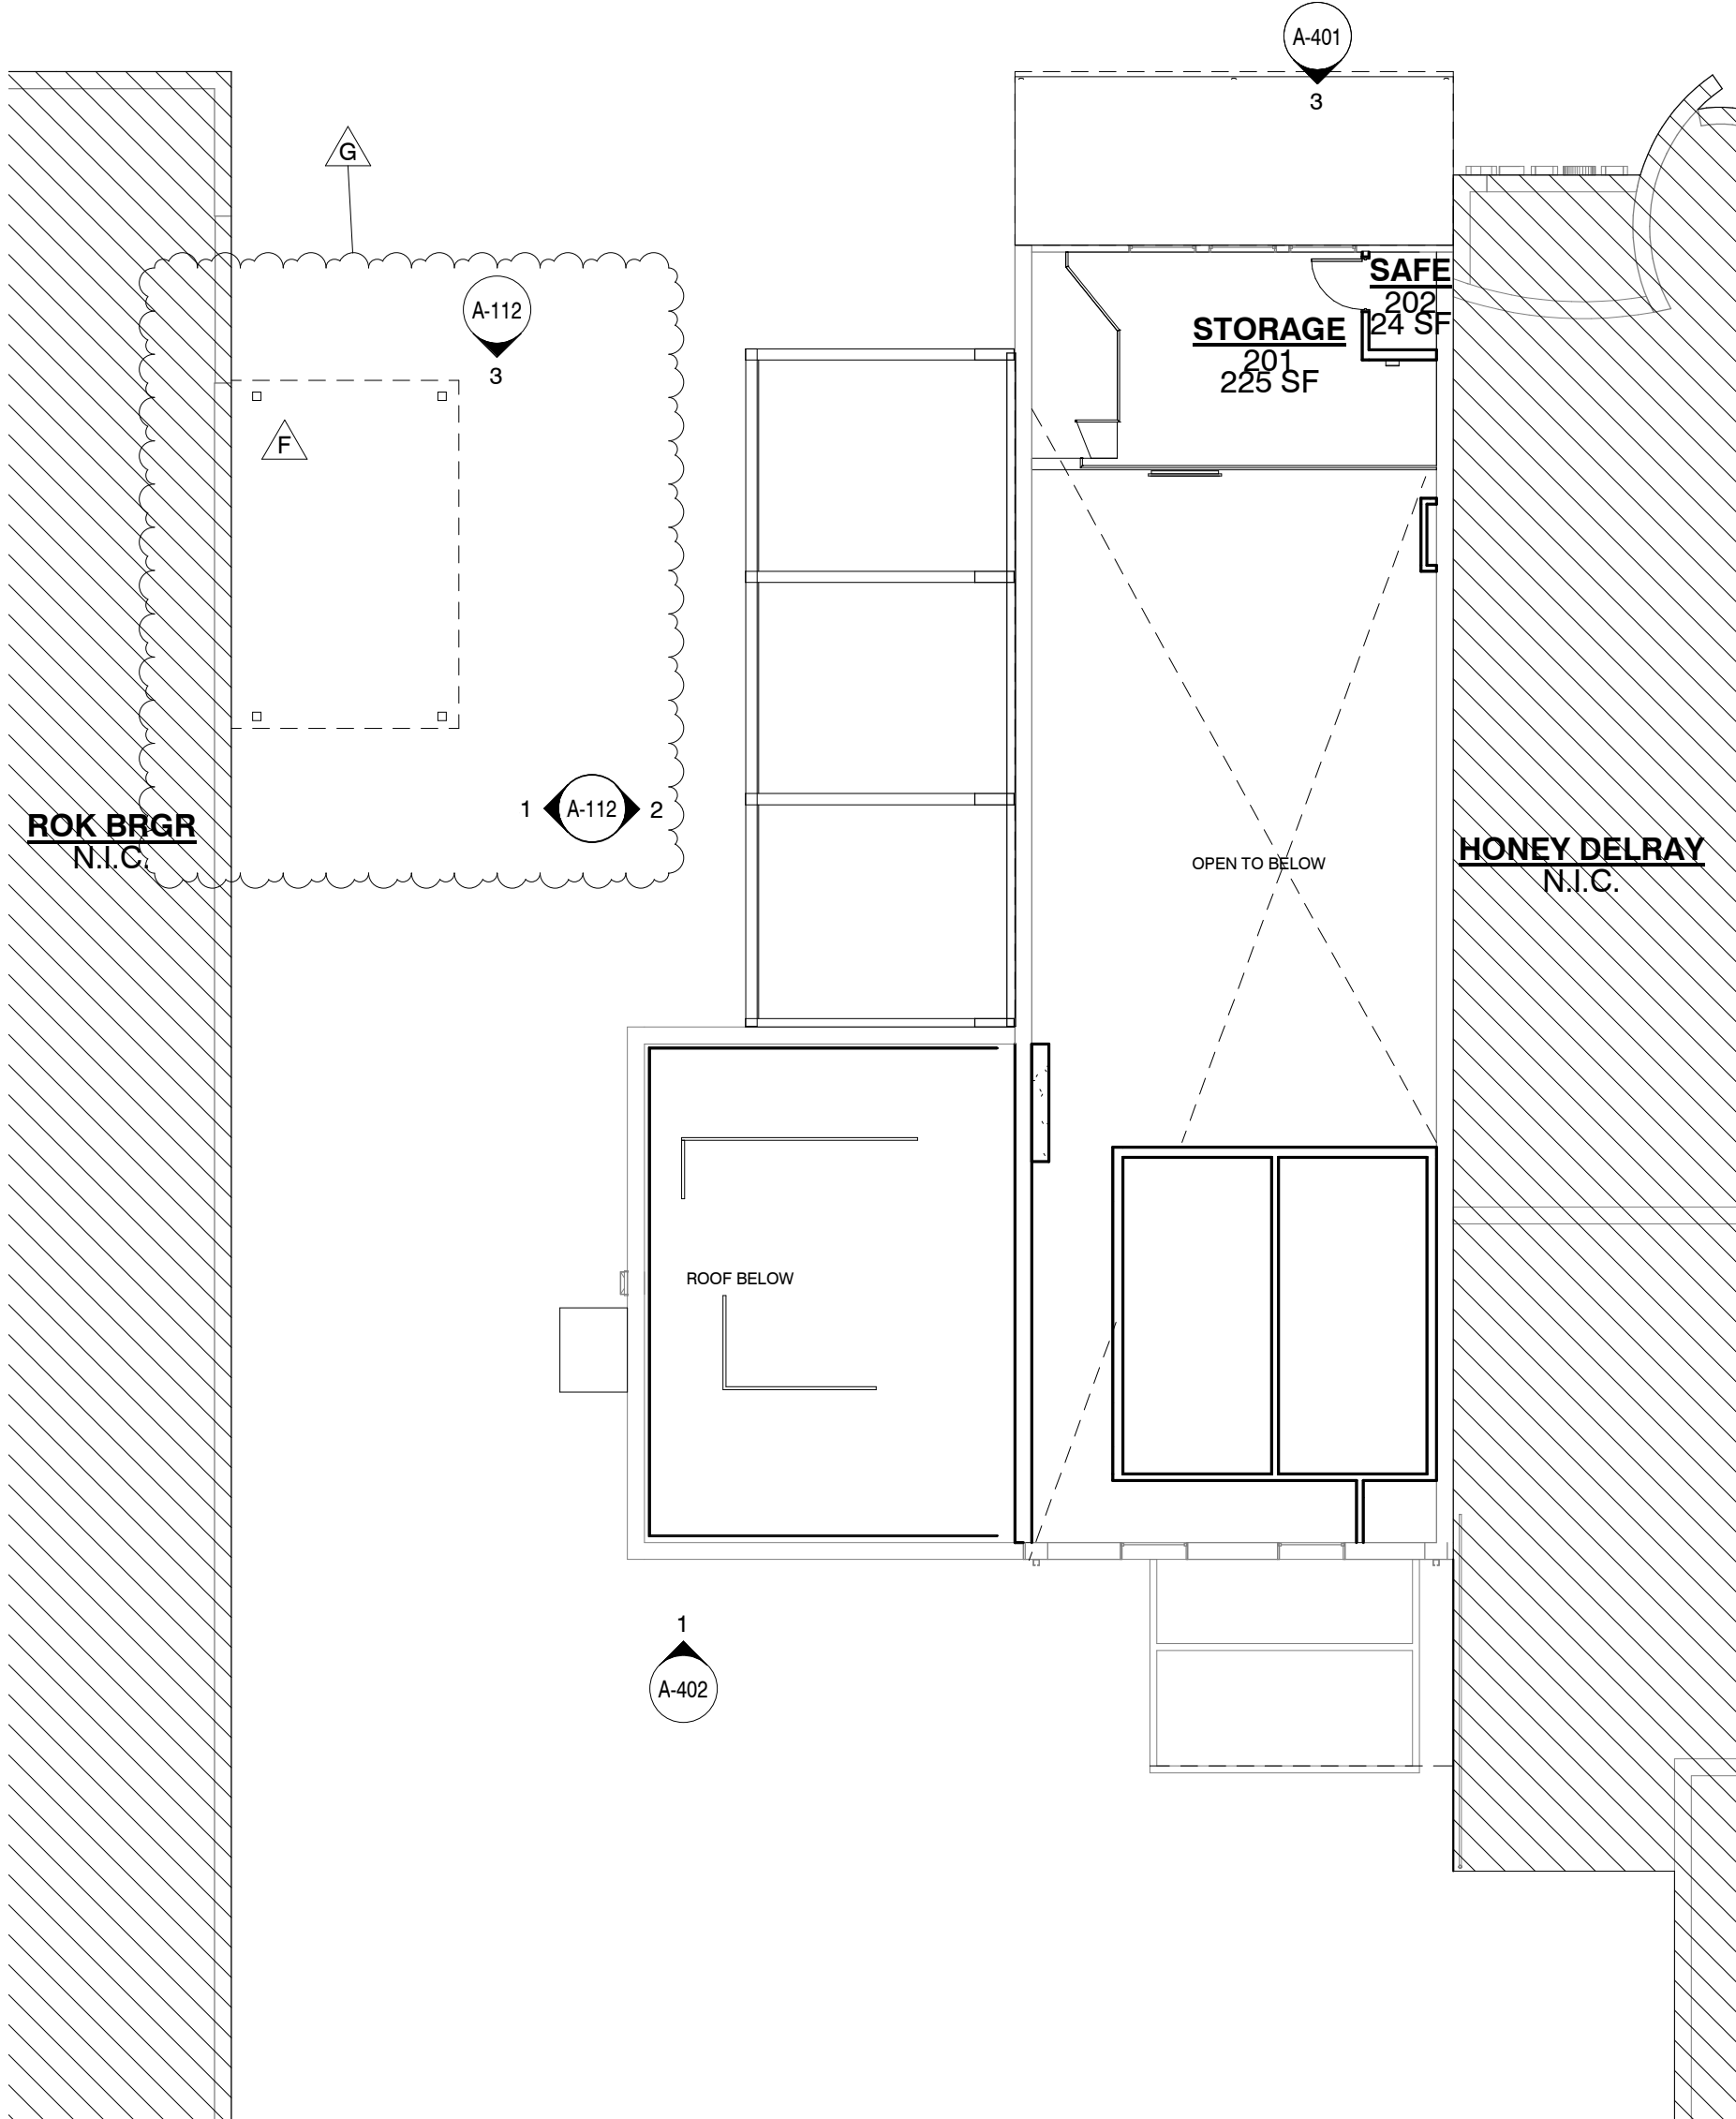 A-401
3
G
SAFE
202
24 SF
A-112
3
STORAGE
201
225 SF
F
1
A-112
2
ROK BRGR
N.I.C.
OPEN TO BELOW
HONEY DELRAY
N.I.C.
ROOF BELOW
1
A-402